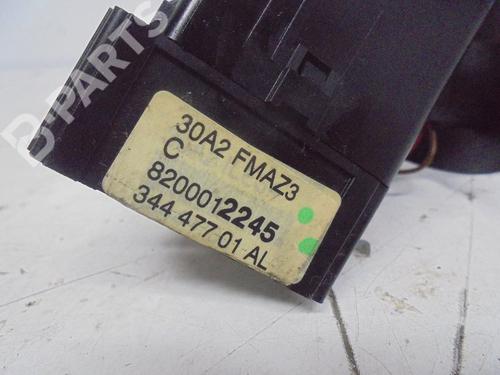 B-PARTS
30A2 FMAZ3
C
8200012245
344 477 01 AL